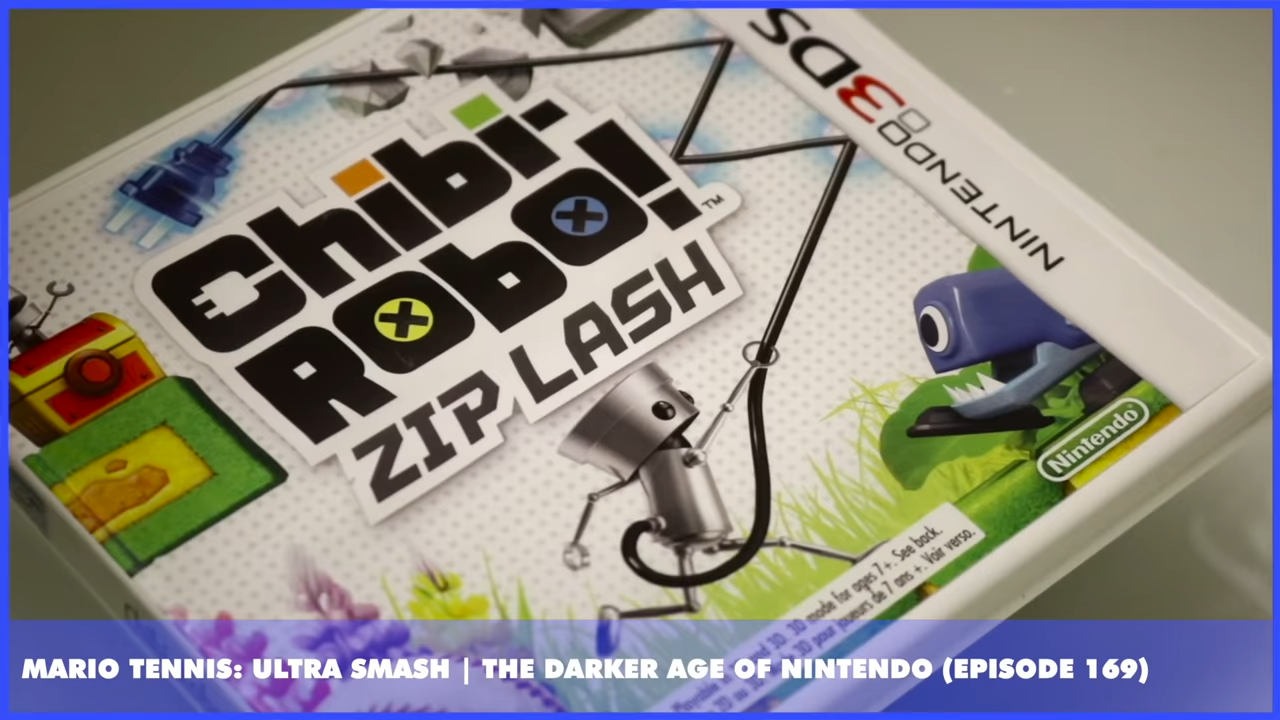 NINTENDO 3DS
Chibi-
Robo!™
ZIP LASH
Nintendo
3D mode for ages 7+. See back.
3D pour joueurs de 7 ans +. Voir verso.
MARIO TENNIS: ULTRA SMASH | THE DARKER AGE OF NINTENDO (EPISODE 169)